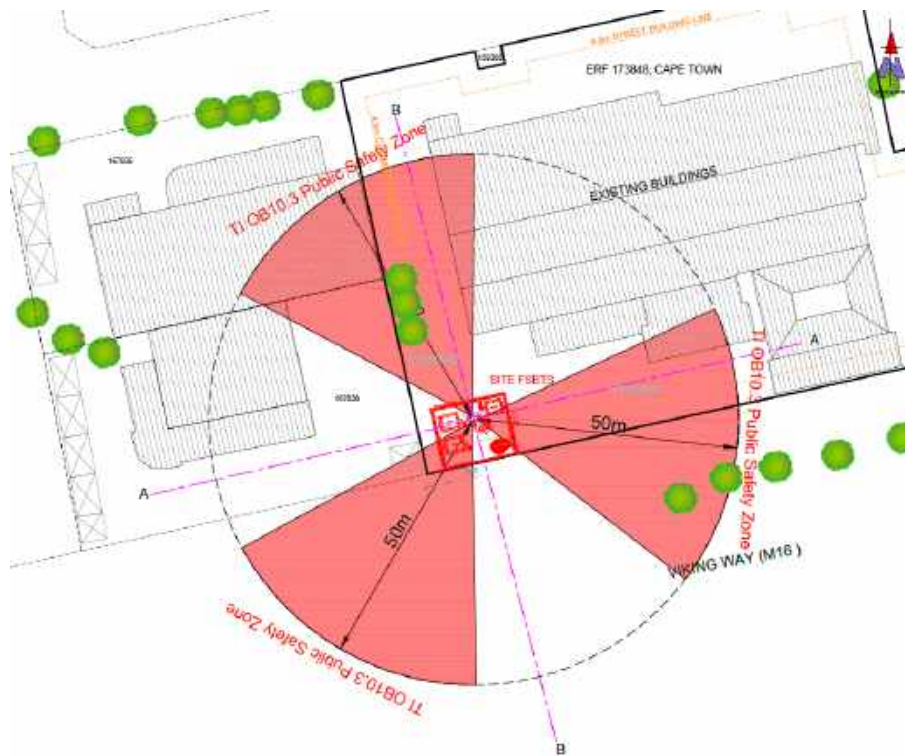 ERF 173848, CAPE TOWN
B
TI OB10.3 Public Safety Zone
EXISTING BUILDINGS
SITE FSETS
A
50m
TI OB10.3 Public Safety Zone
A
50m
VIKING WAY (M16 )
TI OB10.3 Public Safety Zone
B